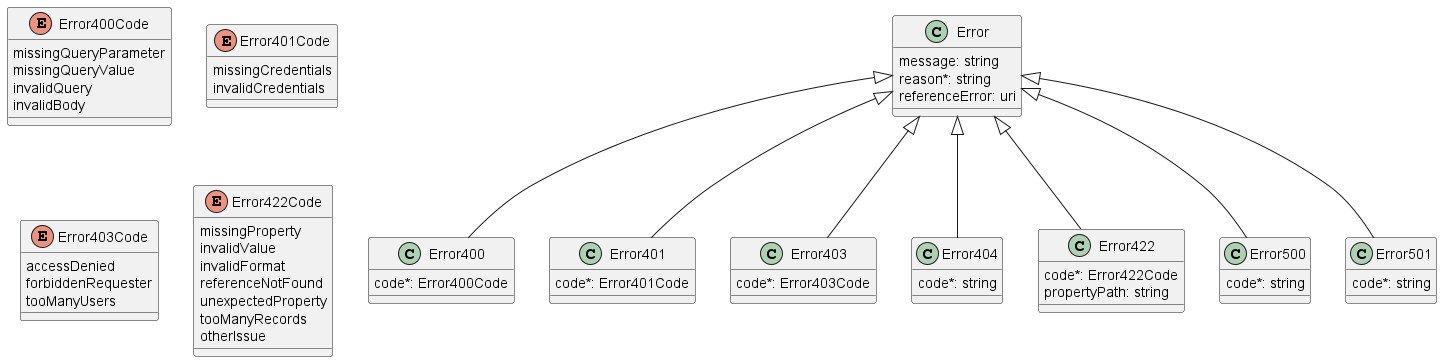 E Error400Code
missingQueryParameter
missingQueryValue
invalidQuery
invalidBody
E Error401Code
missingCredentials
invalidCredentials
C Error
message: string
reason*: string
referenceError: uri
E Error403Code
accessDenied
forbiddenRequester
tooManyUsers
E Error422Code
missingProperty
invalidValue
invalidFormat
referenceNotFound
unexpectedProperty
tooManyRecords
otherIssue
C Error400
code*: Error400Code
C Error401
code*: Error401Code
C Error403
code*: Error403Code
C Error404
code*: string
C Error422
code*: Error422Code
propertyPath: string
C Error500
code*: string
C Error501
code*: string